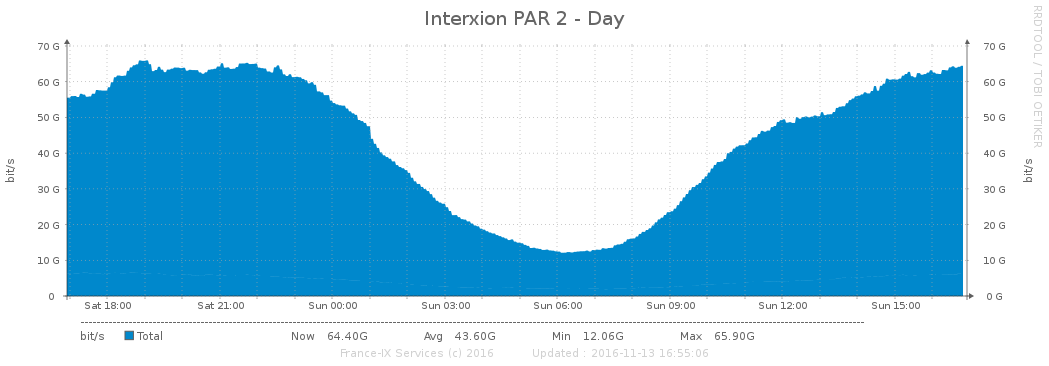 Interxion PAR 2 - Day
RRDTOOL / TOBI OETIKER
bit/s
70 G
60 G
50 G
40 G
30 G
20 G
10 G
0
70 G
60 G
50 G
40 G
30 G
20 G
10 G
0 G
bit/s
Sat 18:00 Sat 21:00 Sun 00:00 Sun 03:00 Sun 06:00 Sun 09:00 Sun 12:00 Sun 15:00
bit/s Total Now 64.40G Avg 43.60G Min 12.06G Max 65.90G
France-IX Services (c) 2016 Updated : 2016-11-13 16:55:06